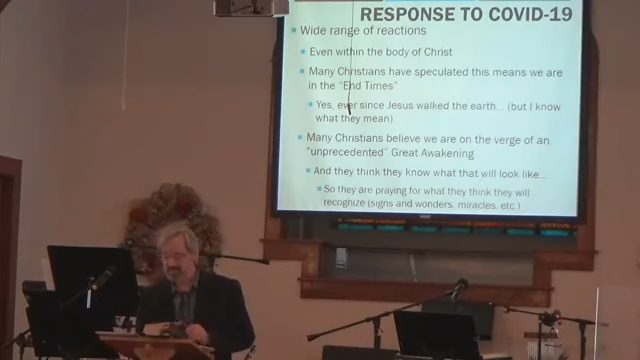 RESPONSE TO COVID-19
Wide range of reactions
Even within the body of Christ
Many Christians have speculated this means we are
in the "End Times"
Yes, ever since Jesus walked the earth... (but I know
what they mean)
Many Christians believe we are on the verge of an
"unprecedented" Great Awakening
And they think they know what that will look like...
So they are praying for what they think they will
recognize (signs and wonders, miracles, etc.)